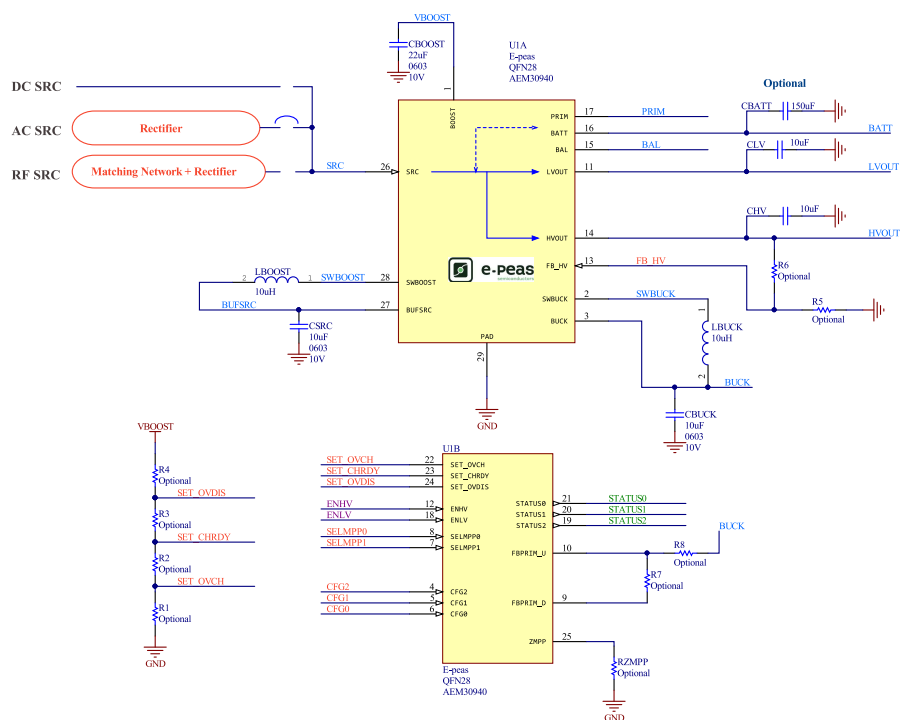 VBOOST
CBOOST
22uF
0603
10V
U1A
E-peas
QFN28
AEM30940
DC SRC
AC SRC
Rectifier
RF SRC
Matching Network + Rectifier
SRC
26
SRC
1
BOOST
Optional
PRIM
17
PRIM
BATT
16
BATT
CBATT
150uF
BAL
15
BAL
LVOUT
11
LVOUT
CLV
10uF
HVOUT
14
HVOUT
CHV
10uF
FB_HV
13
FB_HV
R6
Optional
R5
Optional
e-peas
semiconductors
2
LBOOST
1
10uH
SWBOOST
28
SWBOOST
BUFSRC
27
BUFSRC
CSRC
10uF
0603
10V
SWBUCK
2
SWBUCK
BUCK
3
1
LBUCK
10uH
2
BUCK
CBUCK
10uF
0603
10V
PAD
29
GND
VBOOST
R4
Optional
SET_OVDIS
R3
Optional
SET_CHRDY
R2
Optional
SET_OVCH
R1
Optional
GND
U1B
SET_OVCH
22
SET_OVCH
SET_CHRDY
23
SET_CHRDY
SET_OVDIS
24
SET_OVDIS
ENHV
12
ENHV
ENLV
18
ENLV
SELMPP0
8
SELMPP0
SELMPP1
7
SELMPP1
CFG2
4
CFG2
CFG1
5
CFG1
CFG0
6
CFG0
STATUS0
21
STATUS0
STATUS1
20
STATUS1
STATUS2
19
STATUS2
FBPRIM_U
10
R8
Optional
BUCK
R7
Optional
FBPRIM_D
9
ZMPP
25
RZMPP
Optional
GND
E-peas
QFN28
AEM30940